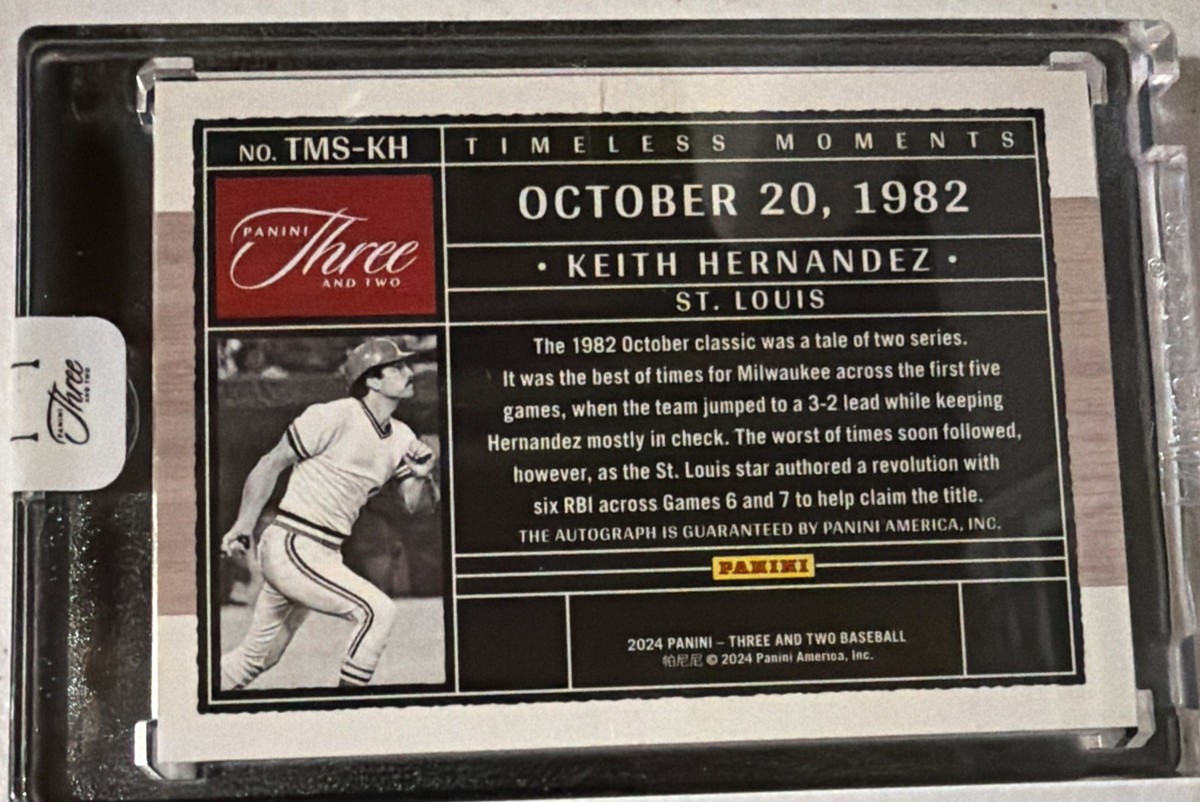 NO. TMS-KH
TIMELESS MOMENTS
PANINI
Three
AND TWO
OCTOBER 20, 1982
• KEITH HERNANDEZ •
ST. LOUIS
The 1982 October classic was a tale of two series.
It was the best of times for Milwaukee across the first five
games, when the team jumped to a 3-2 lead while keeping
Hernandez mostly in check. The worst of times soon followed,
however, as the St. Louis star authored a revolution with
six RBI across Games 6 and 7 to help claim the title.
THE AUTOGRAPH IS GUARANTEED BY PANINI AMERICA, INC.
PANINI
2024 PANINI – THREE AND TWO BASEBALL
帕尼尼 © 2024 Panini America, Inc.
PANINI
Three
AND TWO